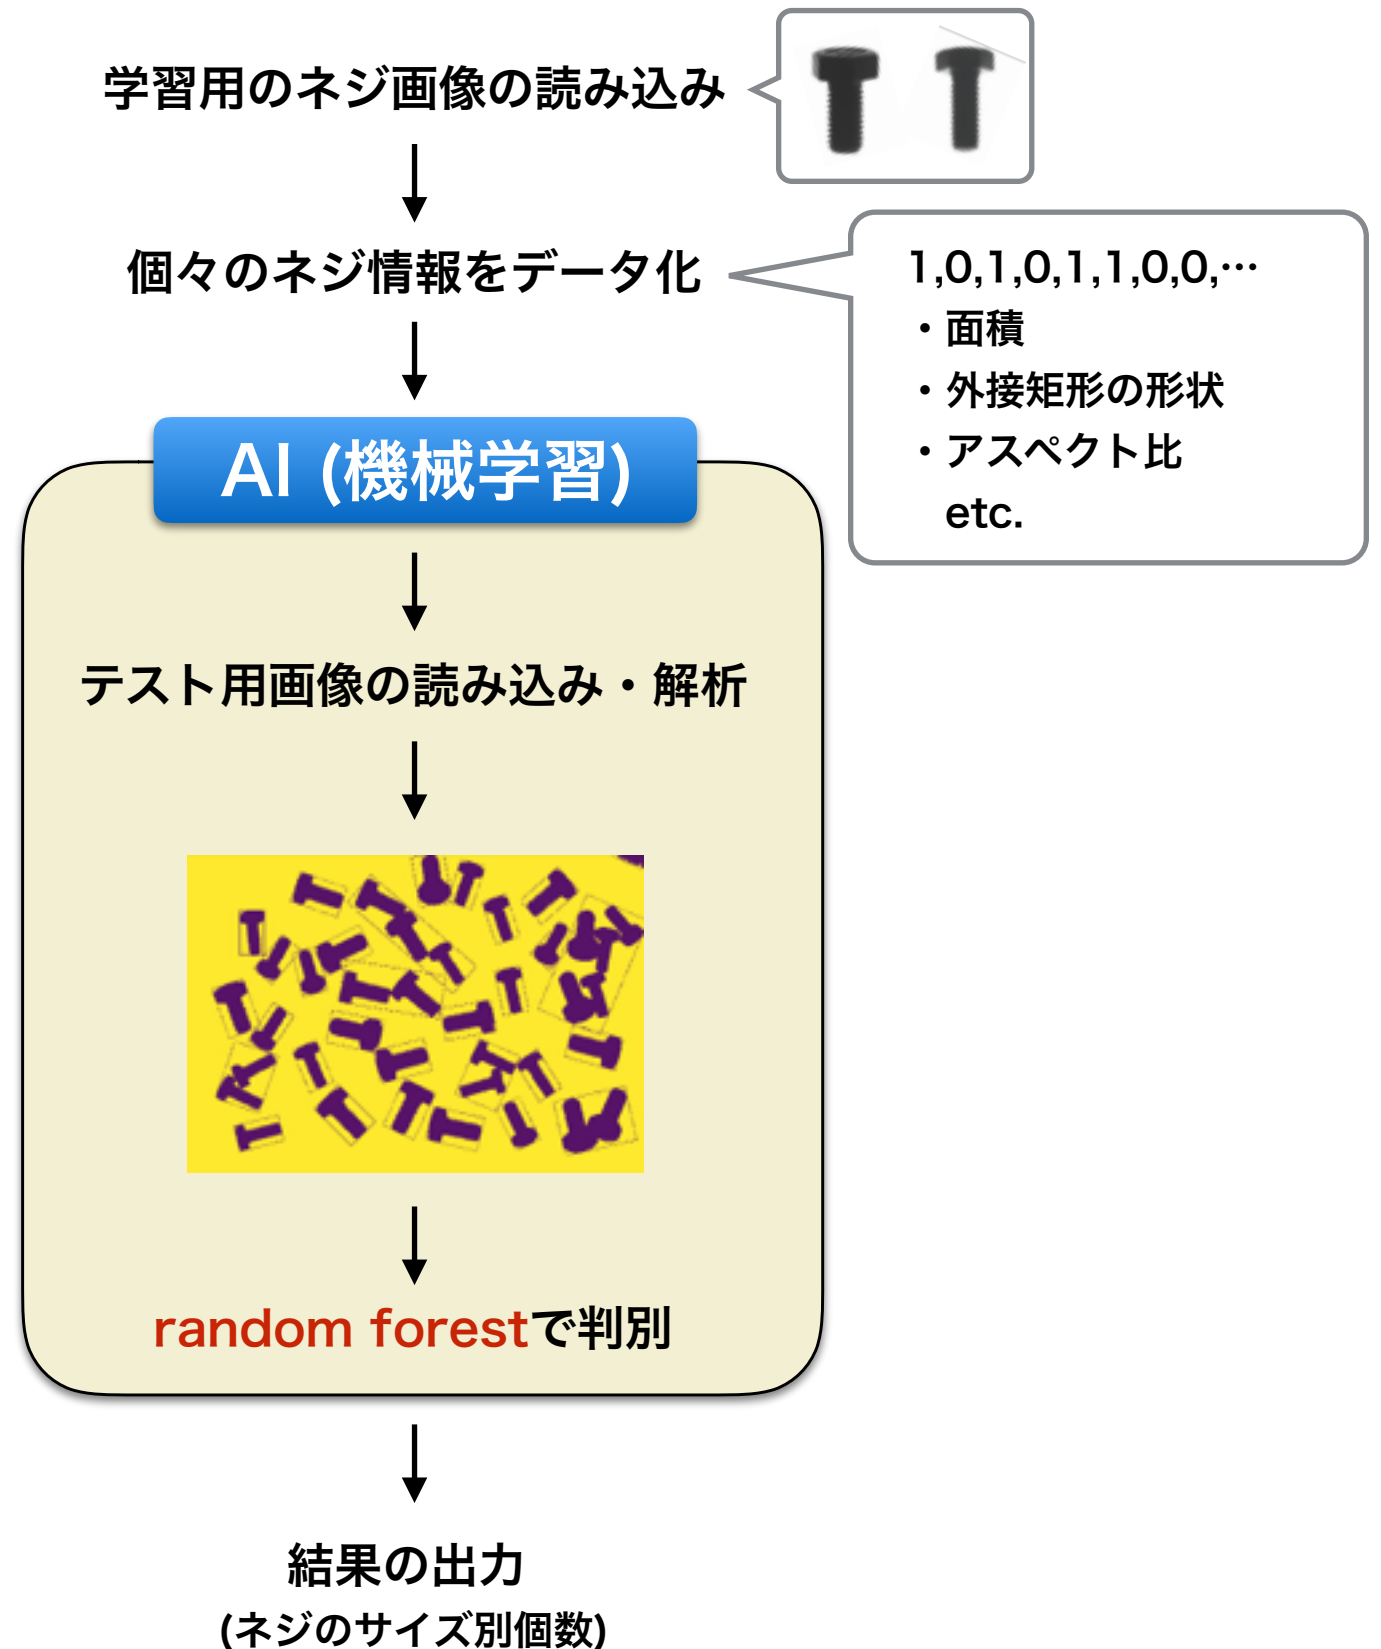 学習用のネジ画像の読み込み
個々のネジ情報をデータ化
1,0,1,0,1,1,0,0,…
・面積
・外接矩形の形状
・アスペクト比
etc.
AI (機械学習)
テスト用画像の読み込み・解析
random forestで判別
結果の出力
(ネジのサイズ別個数)